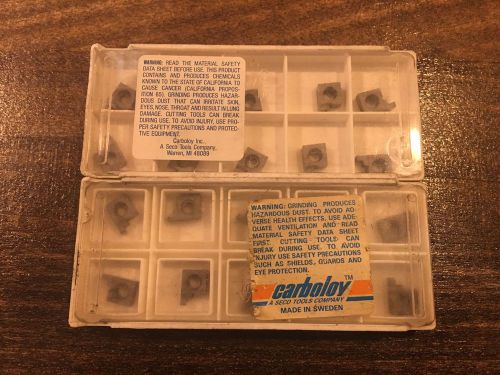 WARNING: READ THE MATERIAL SAFETY
DATA SHEET BEFORE USE. THIS PRODUCT
CONTAINS AND PRODUCES CHEMICALS
KNOWN TO THE STATE OF CALIFORNIA TO
CAUSE CANCER (CALIFORNIA PROPOS-
ITION 65). GRINDING PRODUCES HAZAR-
DOUS DUST THAT CAN IRRITATE SKIN,
EYES, NOSE, THROAT AND RESULT IN LUNG
DAMAGE. CUTTING TOOLS CAN BREAK
DURING USE. TO AVOID INJURY, USE PRO-
PER SAFETY PRECAUTIONS AND PROTEC-
TIVE EQUIPMENT.
Carboloy Inc.
A Seco Tools Company,
Warren, MI 48089
WARNING: GRINDING PRODUCES
HAZARDOUS DUST. TO AVOID AD-
VERSE HEALTH EFFECTS, USE ADE-
QUATE VENTILATION AND READ
MATERIAL SAFETY DATA SHEET
FIRST. CUTTING TOOLS CAN
BREAK DURING USE. TO AVOID
INJURY USE SAFETY PRECAUTIONS
SUCH AS SHIELDS, GUARDS AND
EYE PROTECTION.
carboloy™
A SECO TOOLS COMPANY
MADE IN SWEDEN